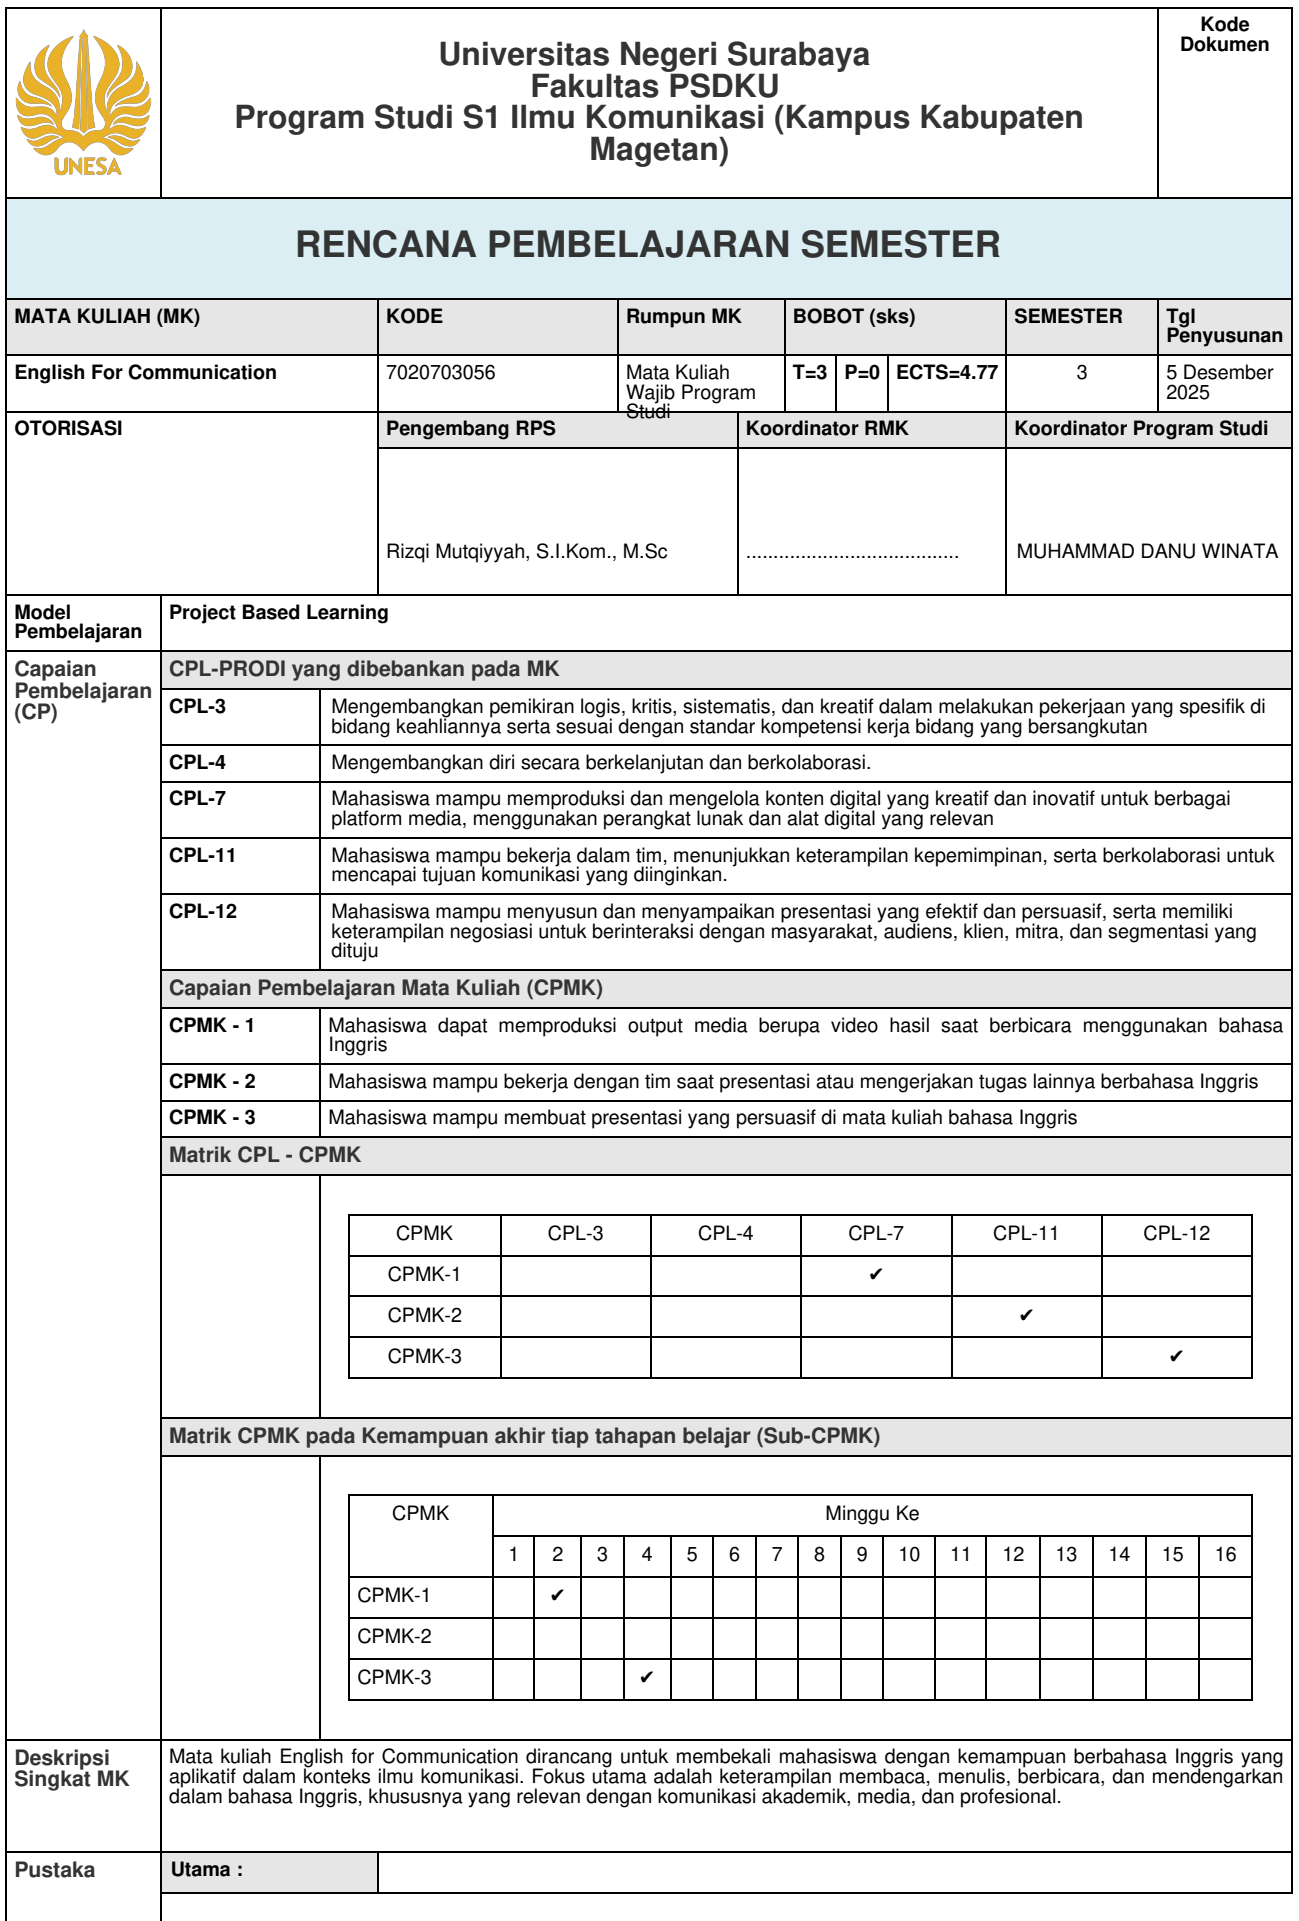 UNESA
Universitas Negeri Surabaya
Fakultas PSDKU
Program Studi S1 Ilmu Komunikasi (Kampus Kabupaten
Magetan)
Kode
Dokumen
RENCANA PEMBELAJARAN SEMESTER
MATA KULIAH (MK)
KODE
Rumpun MK
BOBOT (sks)
SEMESTER
Tgl
Penyusunan
English For Communication
7020703056
Mata Kuliah
Wajib Program
Studi
T=3
P=0
ECTS=4.77
3
5 Desember
2025
OTORISASI
Pengembang RPS
Koordinator RMK
Koordinator Program Studi
Rizqi Mutqiyyah, S.I.Kom., M.Sc
.......................................
MUHAMMAD DANU WINATA
Model
Pembelajaran
Project Based Learning
Capaian
Pembelajaran
(CP)
CPL-PRODI yang dibebankan pada MK
CPL-3
Mengembangkan pemikiran logis, kritis, sistematis, dan kreatif dalam melakukan pekerjaan yang spesifik di
bidang keahliannya serta sesuai dengan standar kompetensi kerja bidang yang bersangkutan
CPL-4
Mengembangkan diri secara berkelanjutan dan berkolaborasi.
CPL-7
Mahasiswa mampu memproduksi dan mengelola konten digital yang kreatif dan inovatif untuk berbagai
platform media, menggunakan perangkat lunak dan alat digital yang relevan
CPL-11
Mahasiswa mampu bekerja dalam tim, menunjukkan keterampilan kepemimpinan, serta berkolaborasi untuk
mencapai tujuan komunikasi yang diinginkan.
CPL-12
Mahasiswa mampu menyusun dan menyampaikan presentasi yang efektif dan persuasif, serta memiliki
keterampilan negosiasi untuk berinteraksi dengan masyarakat, audiens, klien, mitra, dan segmentasi yang
dituju
Capaian Pembelajaran Mata Kuliah (CPMK)
CPMK - 1
Mahasiswa dapat memproduksi output media berupa video hasil saat berbicara menggunakan bahasa
Inggris
CPMK - 2
Mahasiswa mampu bekerja dengan tim saat presentasi atau mengerjakan tugas lainnya berbahasa Inggris
CPMK - 3
Mahasiswa mampu membuat presentasi yang persuasif di mata kuliah bahasa Inggris
Matrik CPL - CPMK
CPMK CPL-3 CPL-4 CPL-7 CPL-11 CPL-12
CPMK-1 ✔
CPMK-2 ✔
CPMK-3 ✔
Matrik CPMK pada Kemampuan akhir tiap tahapan belajar (Sub-CPMK)
CPMK Minggu Ke
1 2 3 4 5 6 7 8 9 10 11 12 13 14 15 16
CPMK-1 ✔
CPMK-2
CPMK-3 ✔
Deskripsi
Singkat MK
Mata kuliah English for Communication dirancang untuk membekali mahasiswa dengan kemampuan berbahasa Inggris yang
aplikatif dalam konteks ilmu komunikasi. Fokus utama adalah keterampilan membaca, menulis, berbicara, dan mendengarkan
dalam bahasa Inggris, khususnya yang relevan dengan komunikasi akademik, media, dan profesional.
Pustaka
Utama :